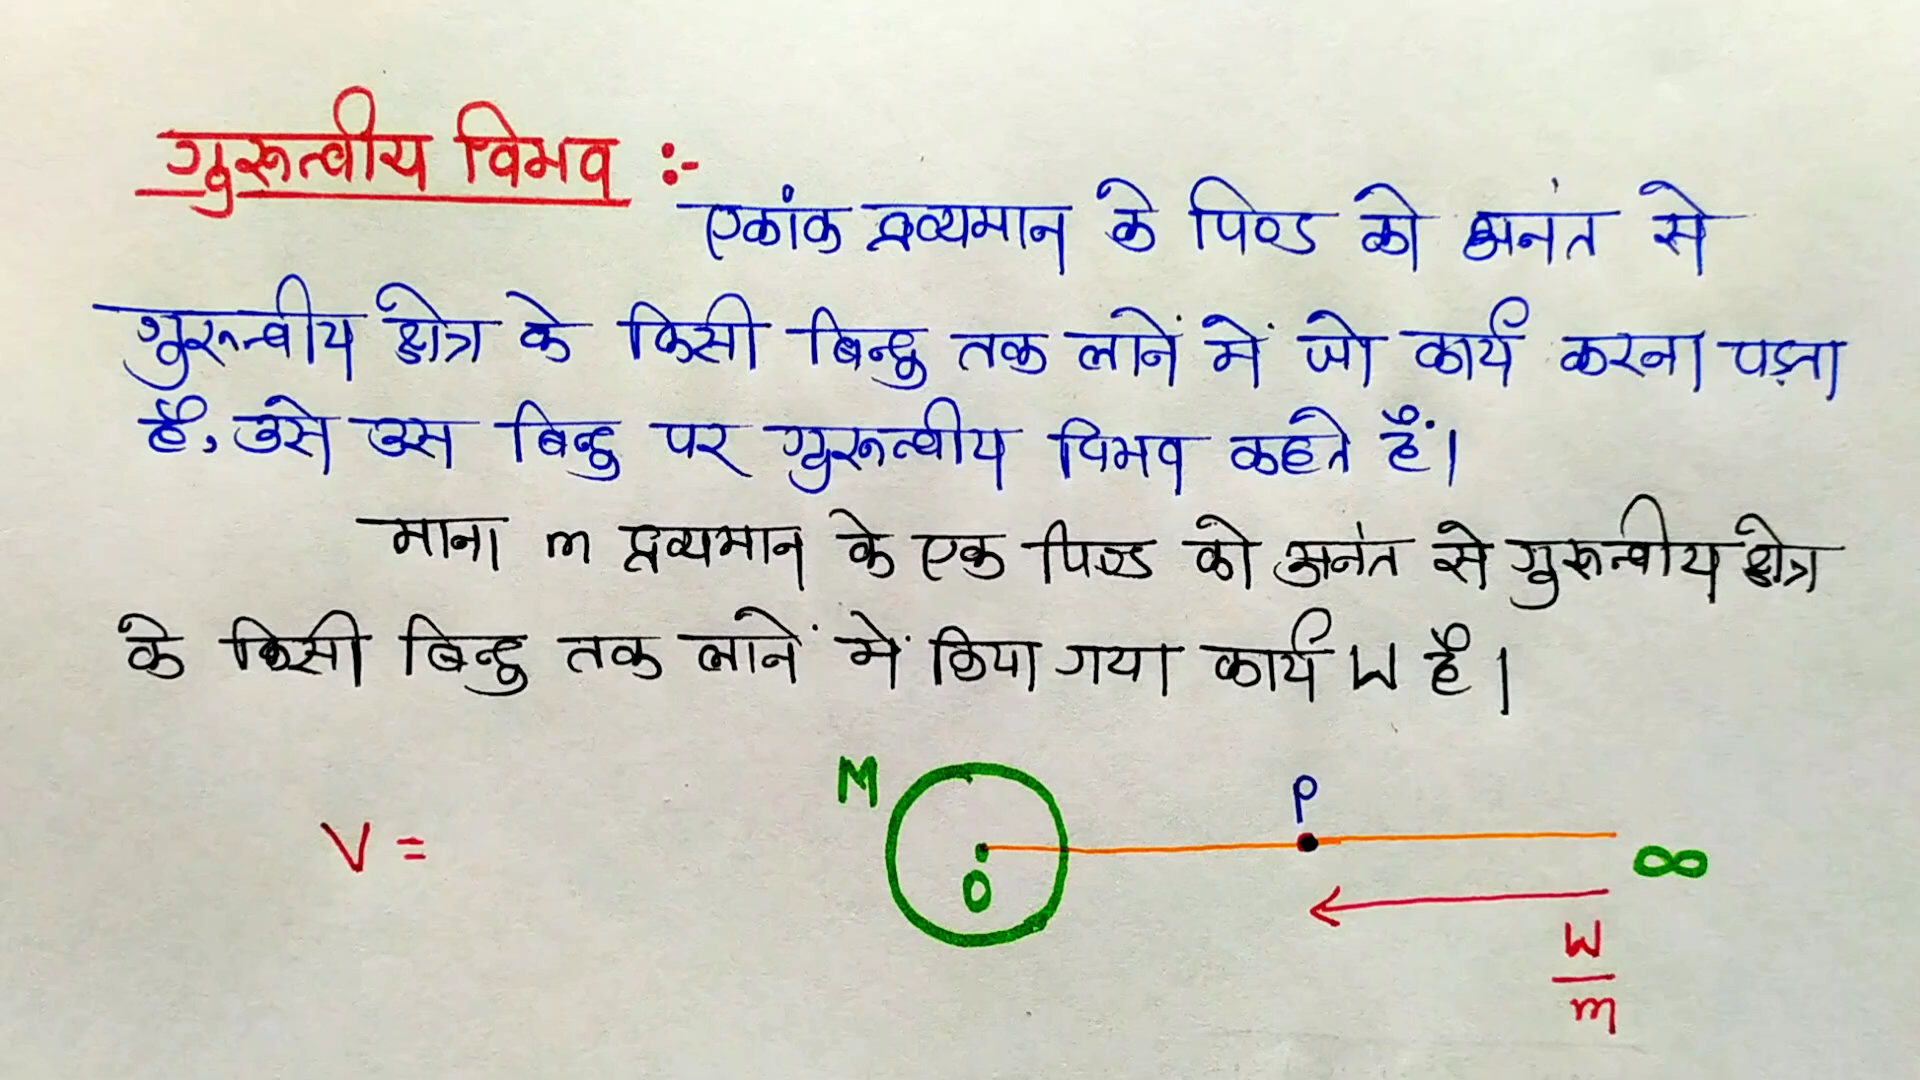 गुरुत्वीय विभव :-
एकांक द्रव्यमान के पिण्ड को अनंत से
गुरुत्वीय क्षेत्र के किसी बिन्दु तक लानें में जो कार्य करना पड़ता
है, उसे उस बिन्दु पर गुरुत्वीय विभव कहते हैं।
माना m द्रव्यमान के एक पिण्ड को अनंत से गुरुत्वीय क्षेत्र
के किसी बिन्दु तक लानें में किया गया कार्य W है।
M
P
V =
O
∞
W
m